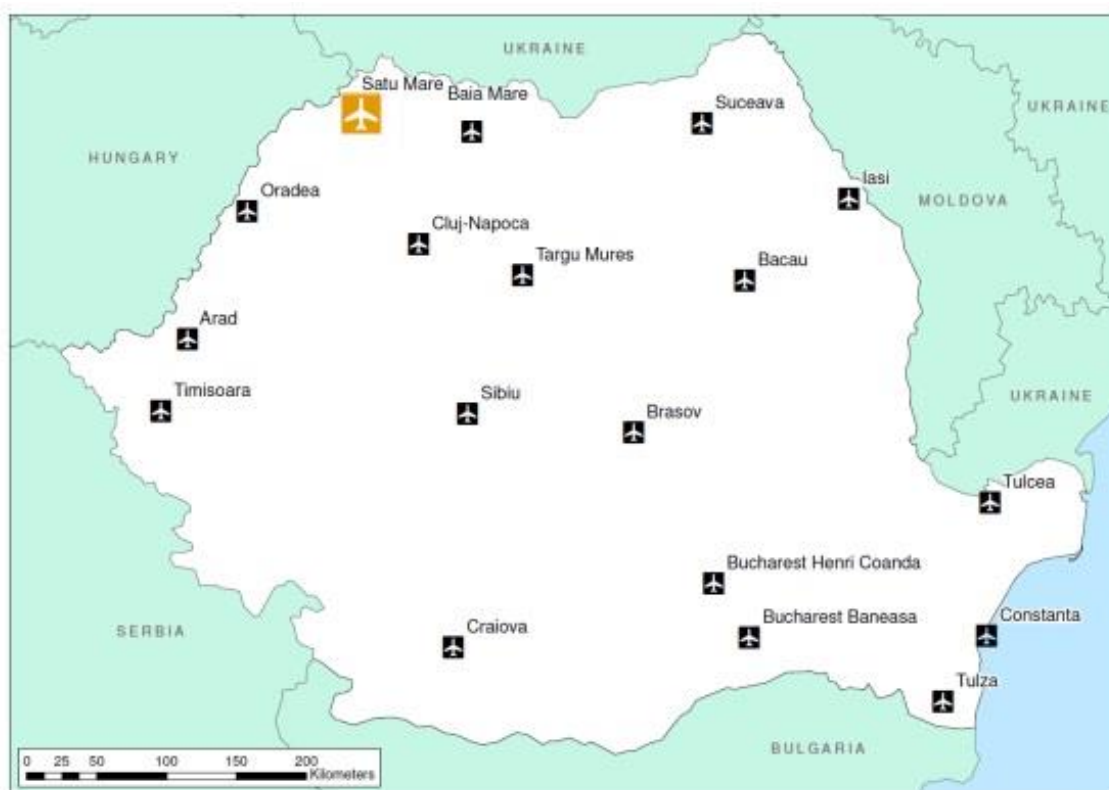 UKRAINE
Satu Mare
Baia Mare
Suceava
UKRAINE
HUNGARY
Oradea
Iasi
MOLDOVA
Cluj-Napoca
Targu Mures
Bacau
Arad
Timisoara
Sibiu
Brasov
UKRAINE
Tulcea
Bucharest Henri Coanda
Bucharest Baneasa
Constanta
SERBIA
Craiova
Tulza
BULGARIA
0 25 50 100 150 200
Kilometers